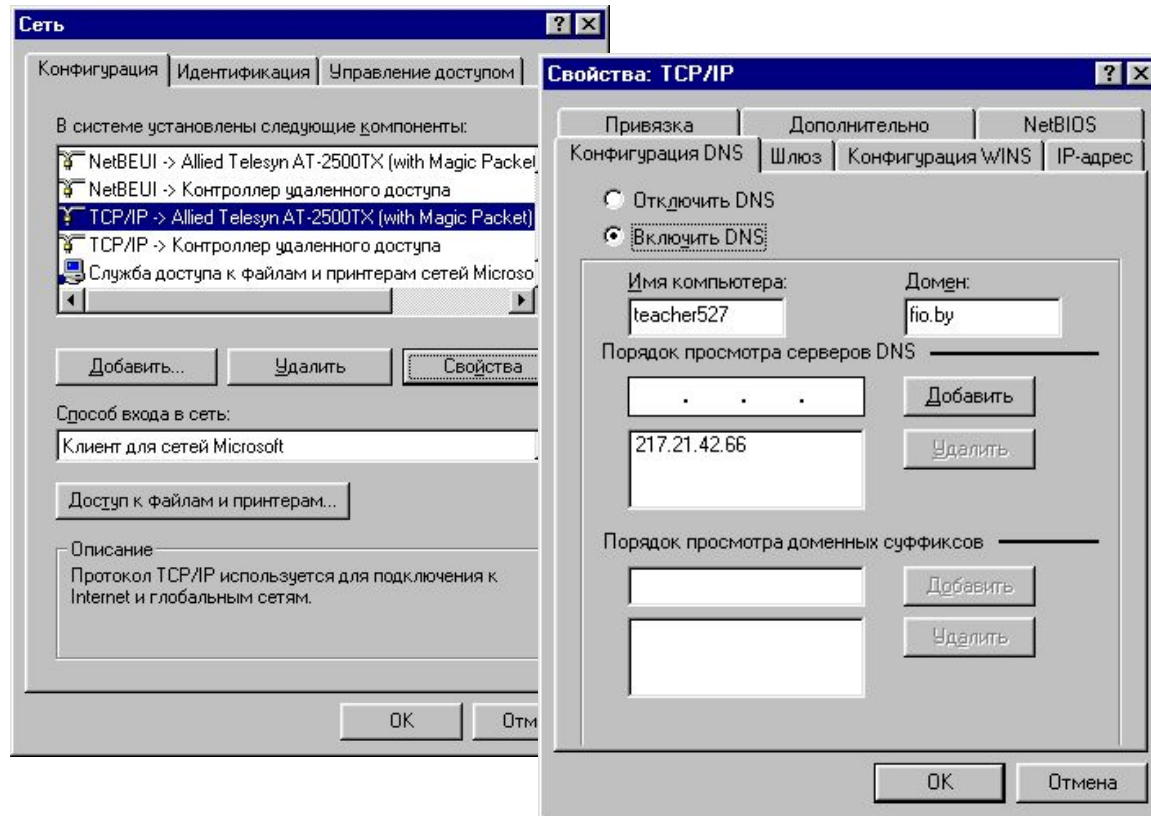 Сеть
Конфигурация
Идентификация
Управление доступом
В системе установлены следующие компоненты:
NetBEUI -> Allied Telesyn AT-2500TX (with Magic Packet
NetBEUI -> Контроллер удаленного доступа
TCP/IP -> Allied Telesyn AT-2500TX (with Magic Packet)
TCP/IP -> Контроллер удаленного доступа
Служба доступа к файлам и принтерам сетей Microso
Добавить...
Удалить
Свойства
Способ входа в сеть:
Клиент для сетей Microsoft
Доступ к файлам и принтерам...
Описание
Протокол TCP/IP используется для подключения к
Internet и глобальным сетям.
OK
Отм
Свойства: TCP/IP
Привязка
Дополнительно
NetBIOS
Конфигурация DNS
Шлюз
Конфигурация WINS
IP-адрес
Отключить DNS
Включить DNS
Имя компьютера:
Домен:
teacher527
fio.by
Порядок просмотра серверов DNS
. . .
Добавить
217.21.42.66
Удалить
Порядок просмотра доменных суффиксов
Добавить
Удалить
OK
Отмена